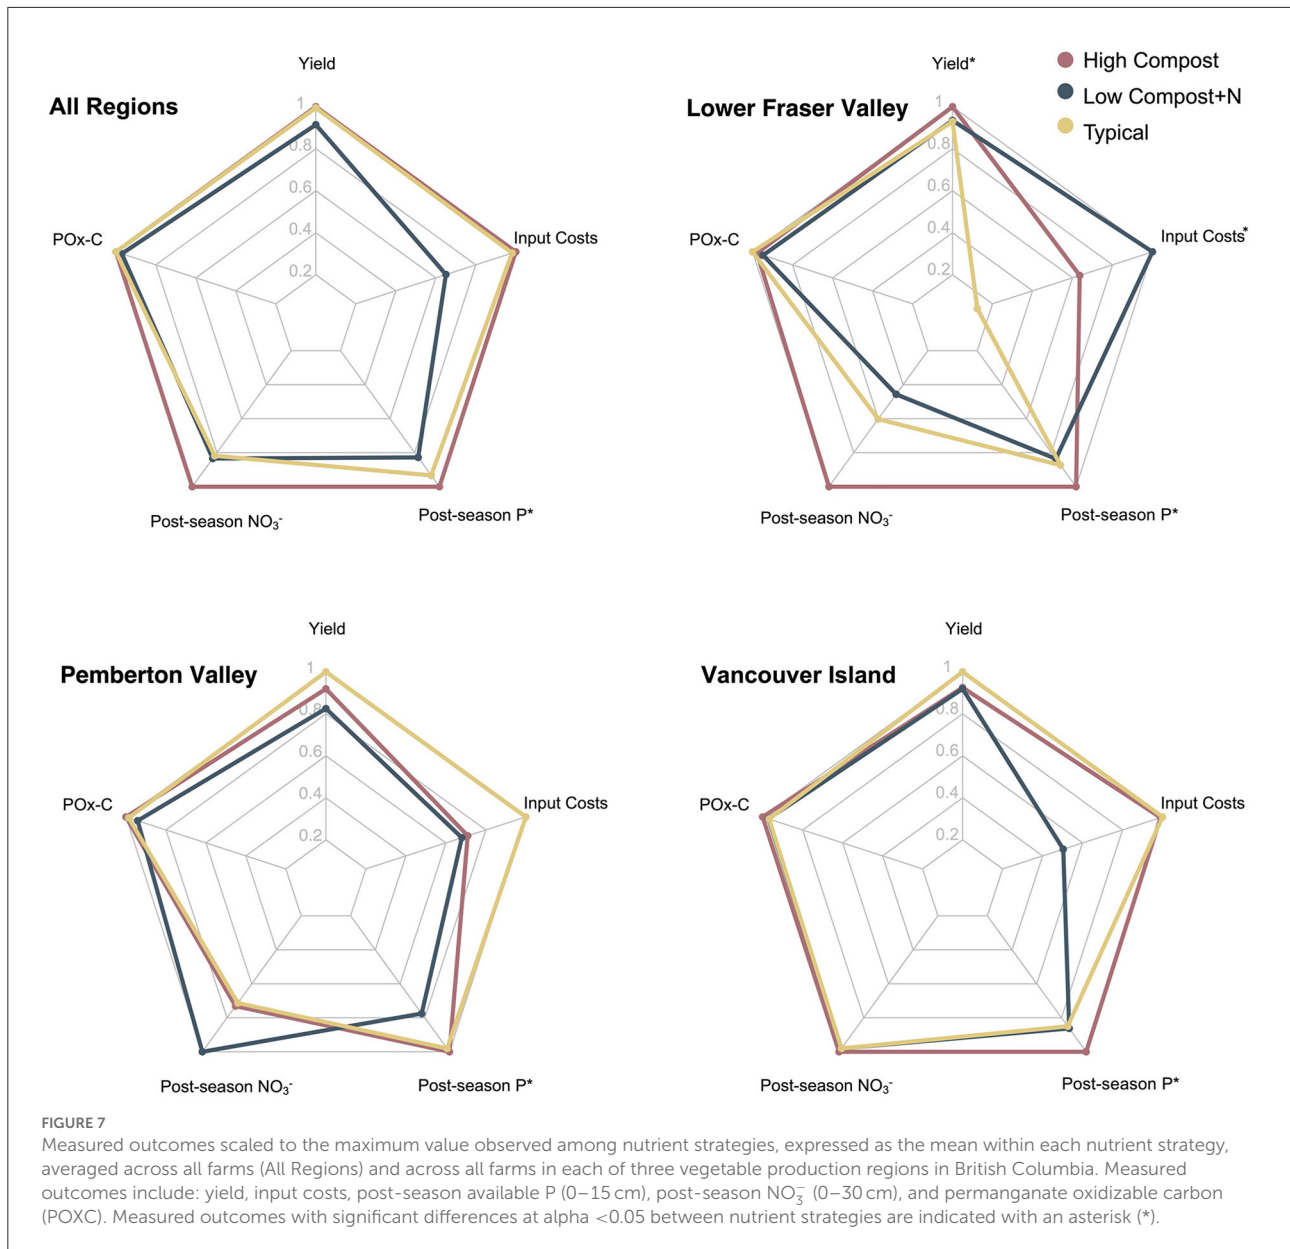 All Regions
Yield
1
0.8
0.6
0.4
0.2
POx-C
Input Costs
Post-season NO₃⁻
Post-season P*
Lower Fraser Valley
Yield*
1
0.8
0.6
0.4
0.2
POx-C
Input Costs*
Post-season NO₃⁻
Post-season P*
High Compost
Low Compost+N
Typical
Pemberton Valley
Yield
1
0.8
0.6
0.4
0.2
POx-C
Input Costs
Post-season NO₃⁻
Post-season P*
Vancouver Island
Yield
1
0.8
0.6
0.4
0.2
POx-C
Input Costs
Post-season NO₃⁻
Post-season P*
FIGURE 7
Measured outcomes scaled to the maximum value observed among nutrient strategies, expressed as the mean within each nutrient strategy,
averaged across all farms (All Regions) and across all farms in each of three vegetable production regions in British Columbia. Measured
outcomes include: yield, input costs, post-season available P (0–15 cm), post-season NO₃⁻ (0–30 cm), and permanganate oxidizable carbon
(POXC). Measured outcomes with significant differences at alpha <0.05 between nutrient strategies are indicated with an asterisk (*).